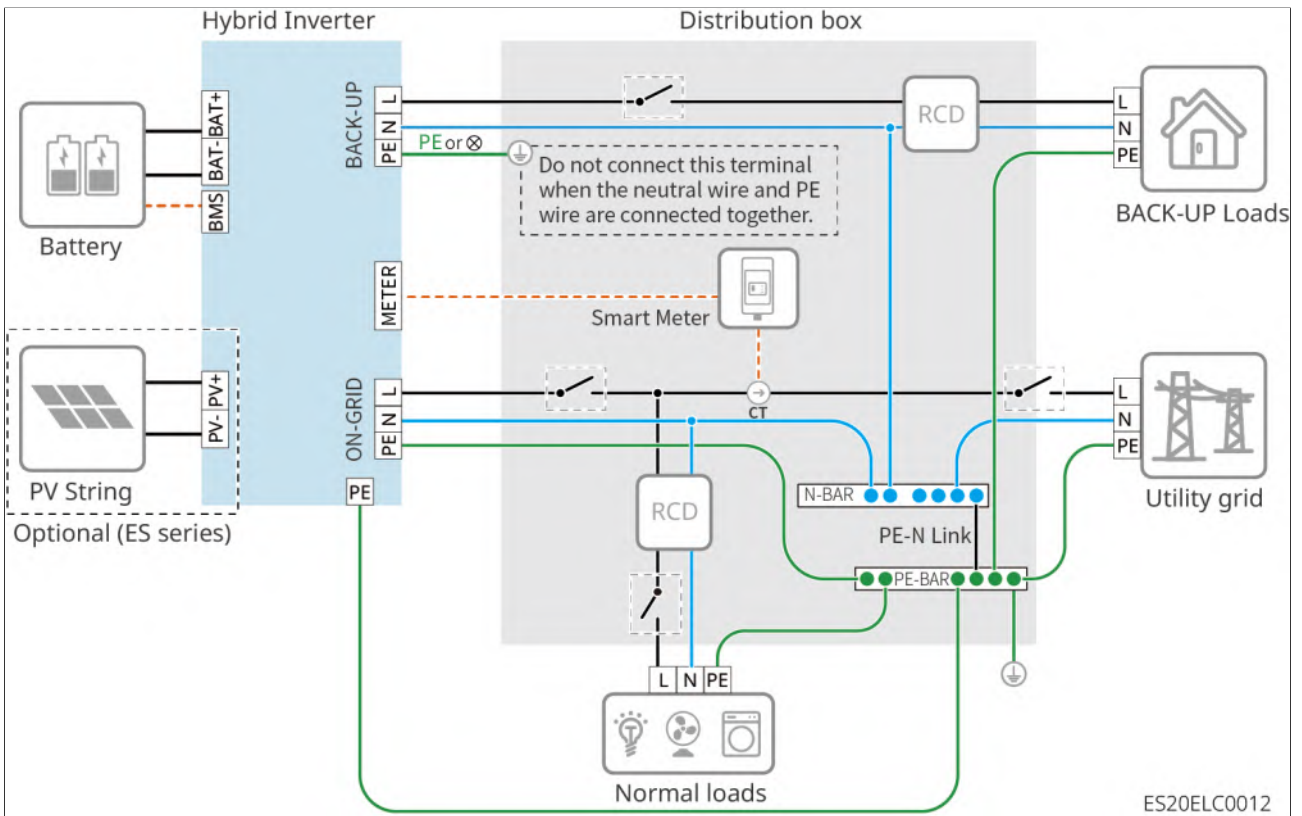 Hybrid Inverter
Distribution box
BAT+
BAT-
BMS
Battery
BACK-UP
L
N
PE
PE or ⊗
Do not connect this terminal
when the neutral wire and PE
wire are connected together.
RCD
L
N
PE
BACK-UP Loads
METER
Smart Meter
PV+
PV-
PV String
Optional (ES series)
ON-GRID
L
N
PE
PE
CT
L
N
PE
Utility grid
RCD
N-BAR
PE-N Link
PE-BAR
L
N
PE
Normal loads
ES20ELC0012